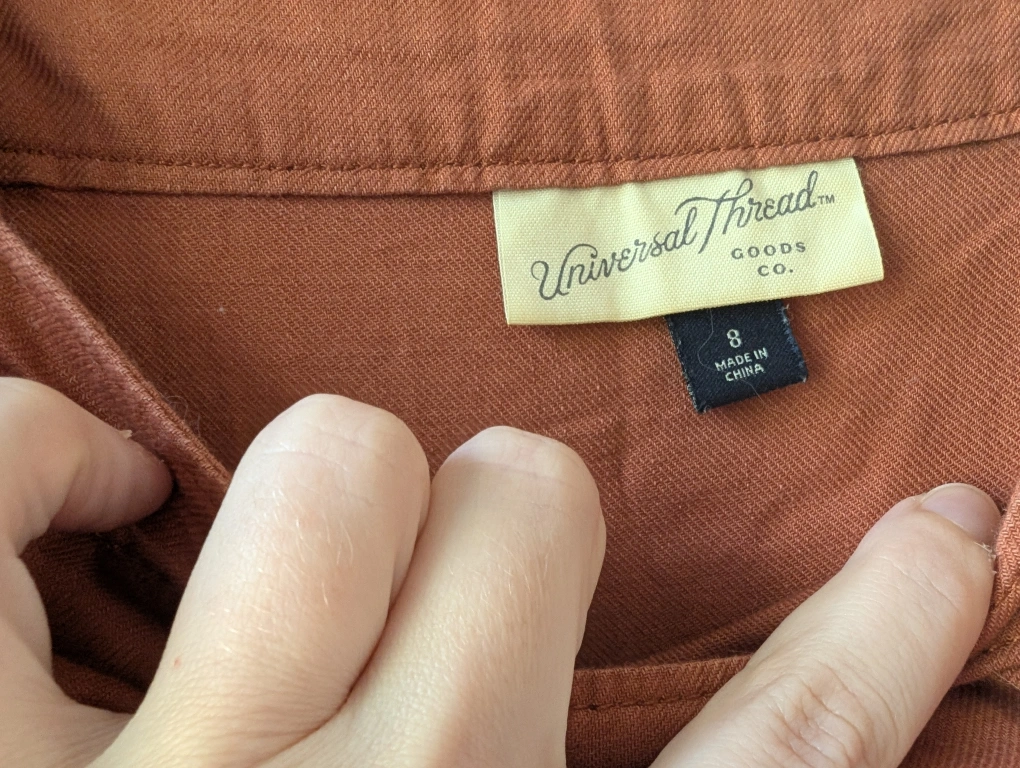 Universal Thread™
GOODS
CO.
8
MADE IN
CHINA